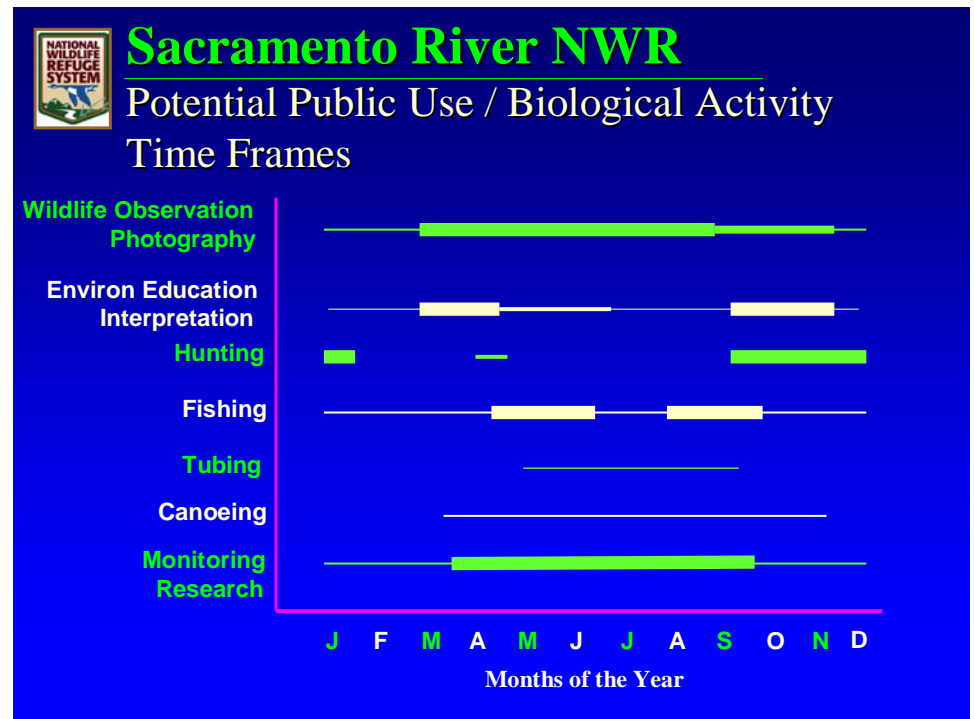 NATIONAL
WILDLIFE
REFUGE
SYSTEM
Sacramento River NWR
Potential Public Use / Biological Activity
Time Frames
Wildlife Observation
Photography
Environ Education
Interpretation
Hunting
Fishing
Tubing
Canoeing
Monitoring
Research
J F M A M J J A S O N D
Months of the Year